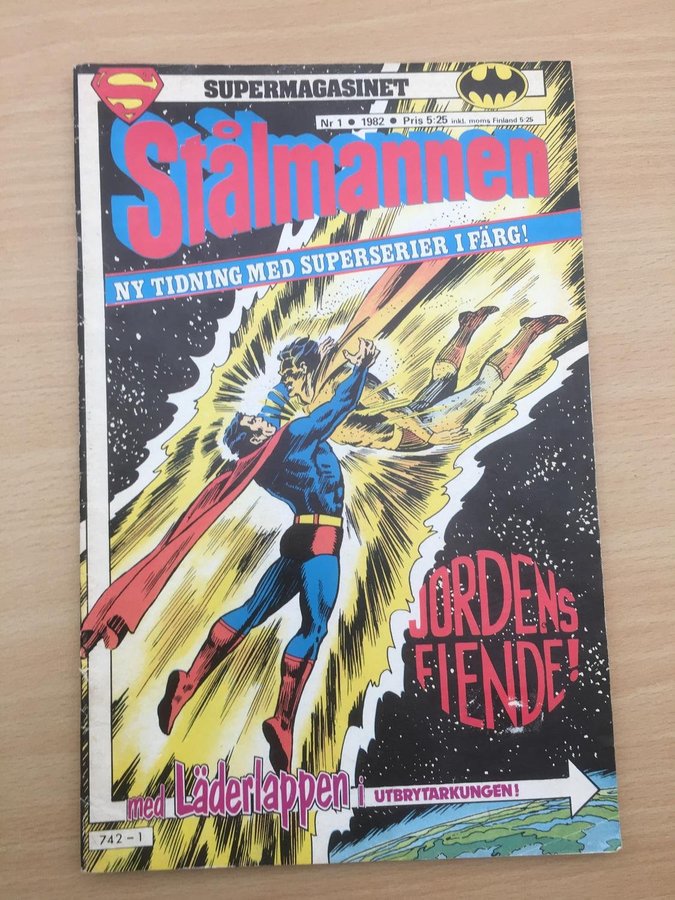 SUPERMAGASINET
Nr 1 • 1982 • Pris 5:25 inkl. moms Finland 5:25
Stålmannen
NY TIDNING MED SUPERSERIER I FÄRG!
JORDENS
FIENDE!
med Läderlappen i UTBRYTARKUNGEN!
742-1